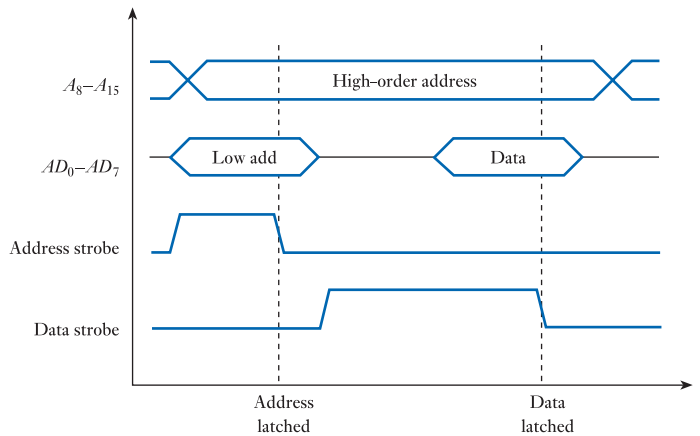 A8–A15
High–order address
AD0–AD7
Low add
Data
Address strobe
Data strobe
Address
latched
Data
latched